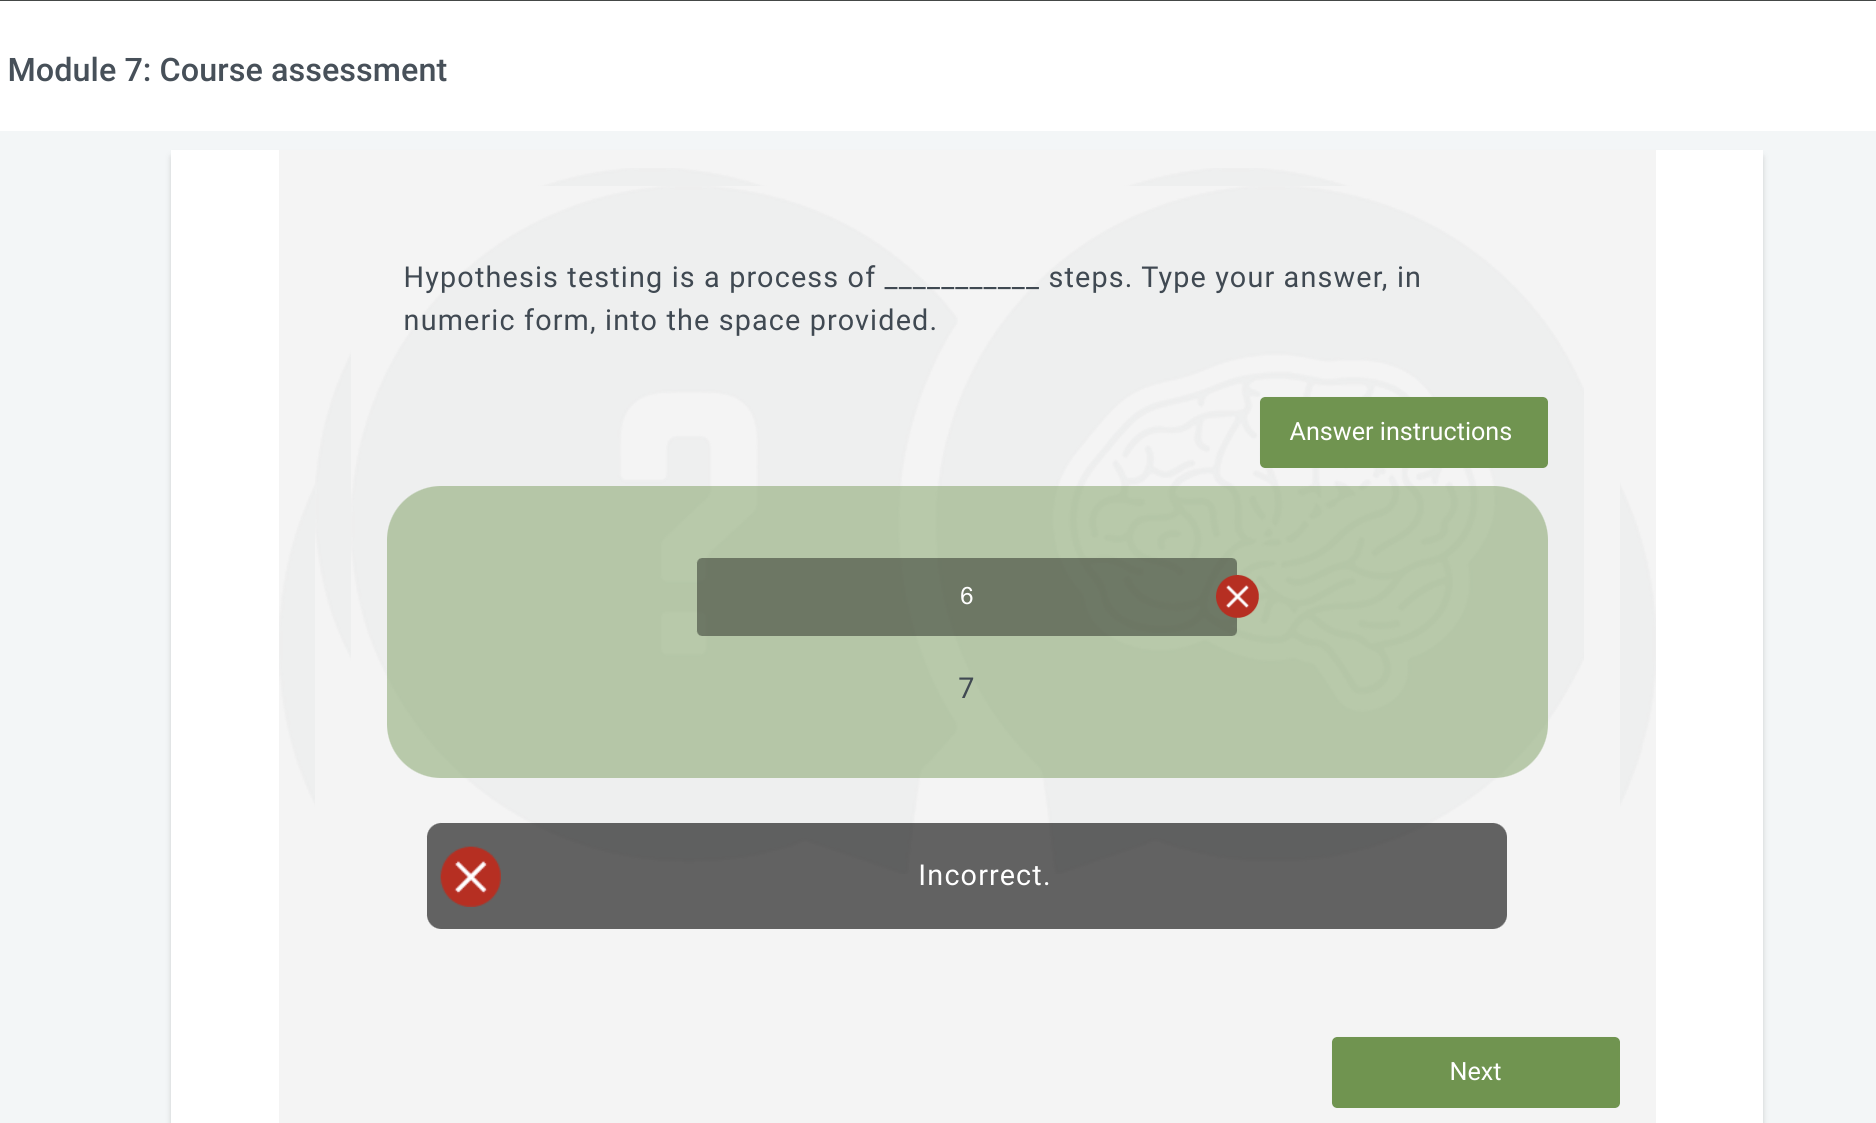 Module 7: Course assessment
Hypothesis testing is a process of ___________ steps. Type your answer, in
numeric form, into the space provided.
Answer instructions
6
7
Incorrect.
Next